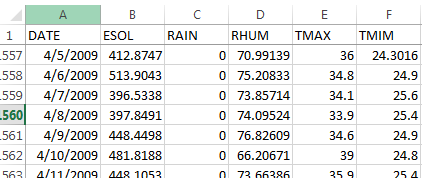 A B C D E F
1 DATE ESOL RAIN RHUM TMAX TMIM
557 4/5/2009 412.8747 0 70.99139 36 24.3016
558 4/6/2009 513.9043 0 75.20833 34.8 24.9
559 4/7/2009 396.5338 0 73.85714 34.1 25.6
560 4/8/2009 397.8491 0 74.09524 33.9 25.4
561 4/9/2009 448.4498 0 76.82609 34.6 24.9
562 4/10/2009 481.8188 0 66.20671 39 24.8
563 4/11/2009 448.1053 0 73.66386 35.9 25.4